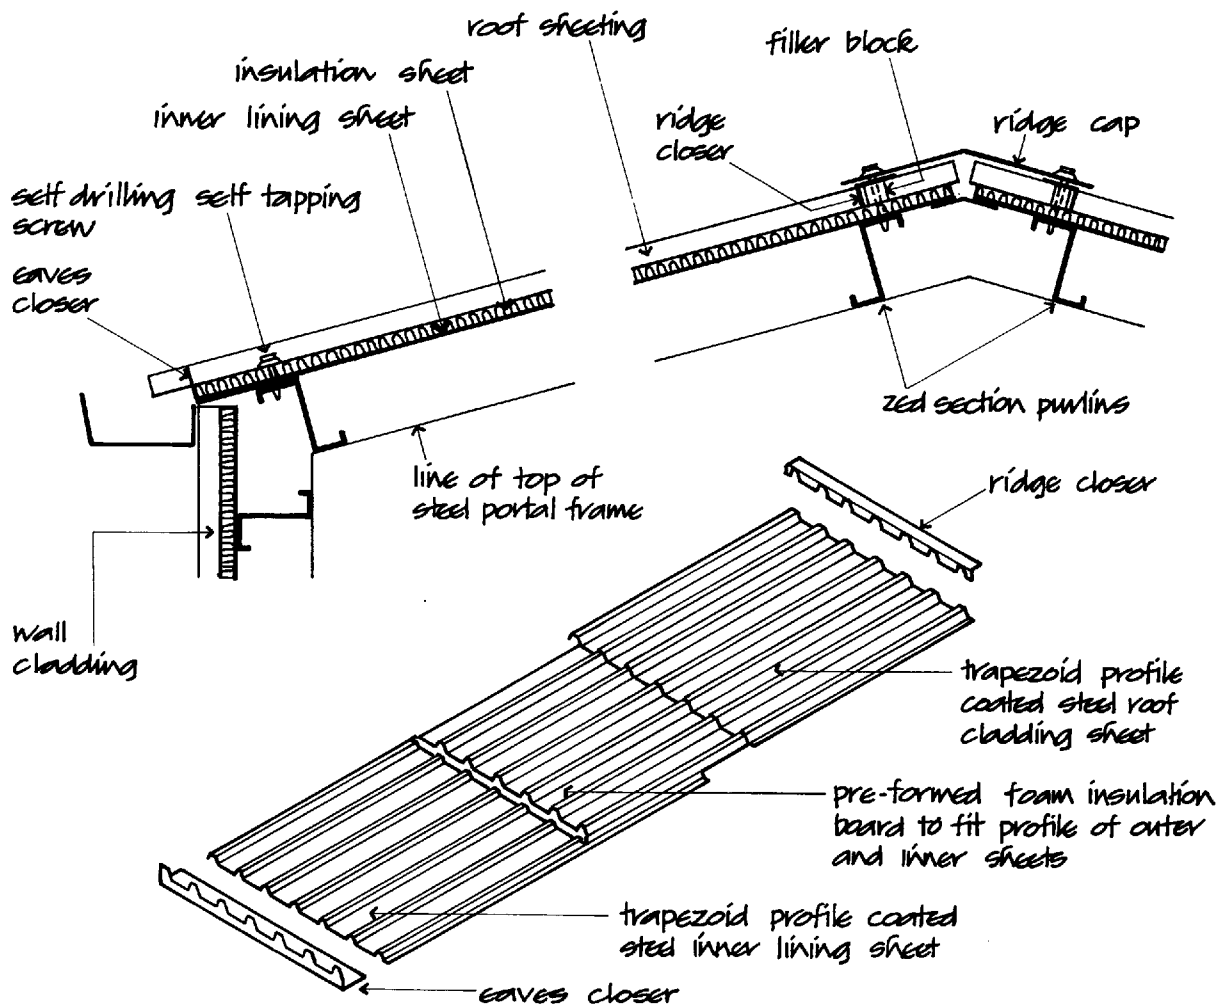 roof sheeting
filler block
insulation sheet
inner lining sheet
ridge
closer
ridge cap
self drilling self tapping
screw
eaves
closer
zed section purlins
line of top of
steel portal frame
ridge closer
wall
cladding
trapezoid profile
coated steel roof
cladding sheet
pre-formed foam insulation
board to fit profile of outer
and inner sheets
trapezoid profile coated
steel inner lining sheet
eaves closer